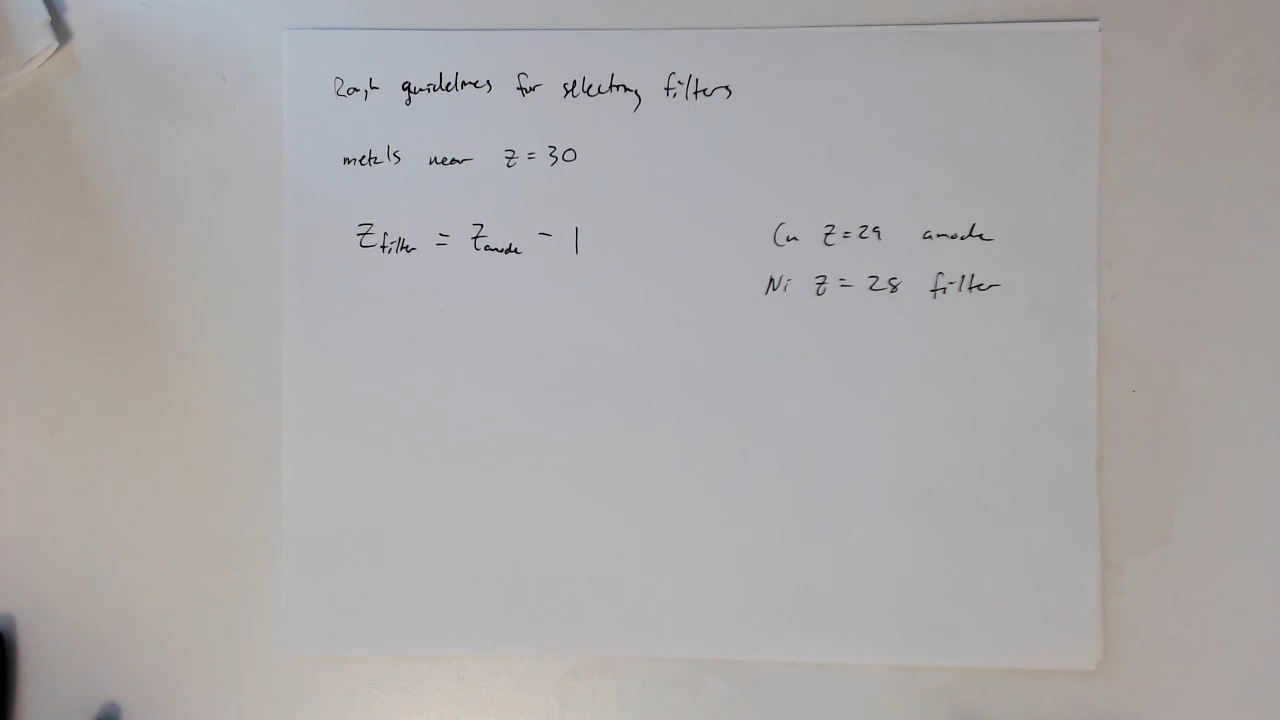 Rough guidelines for selecting filters
metals near Z = 30
Z filter = Z anode - 1
Cu Z = 29 anode
Ni Z = 28 filter